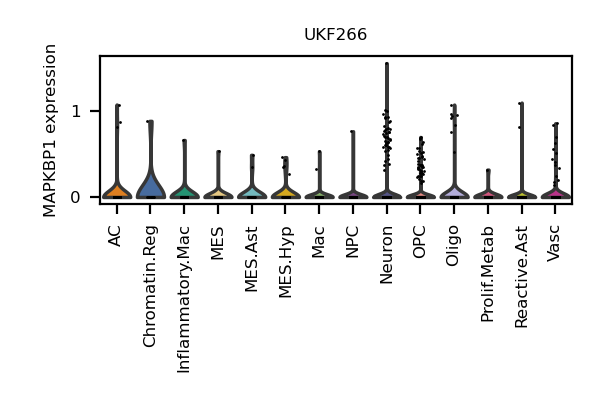 UKF266
MAPKBP1 expression
1
0
AC
Chromatin.Reg
Inflammatory.Mac
MES
MES.Ast
MES.Hyp
Mac
NPC
Neuron
OPC
Oligo
Prolif.Metab
Reactive.Ast
Vasc